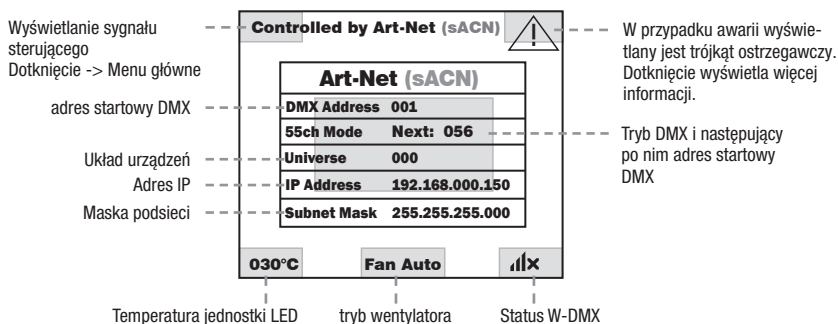 Wyświetlanie sygnału
sterującego
Dotknięcie -> Menu główne
adres startowy DMX
Układ urządzeń
Adres IP
Maska podsieci
Controlled by Art-Net (sACN)
Art-Net (sACN)
DMX Address 001
55ch Mode Next: 056
Universe 000
IP Address 192.168.000.150
Subnet Mask 255.255.255.000
030°C Fan Auto
W przypadku awarii wyświe-
tlany jest trójkąt ostrzegawczy.
Dotknięcie wyświetla więcej
informacji.
Tryb DMX i następujący
po nim adres startowy
DMX
Temperatura jednostki LED tryb wentylatora Status W-DMX